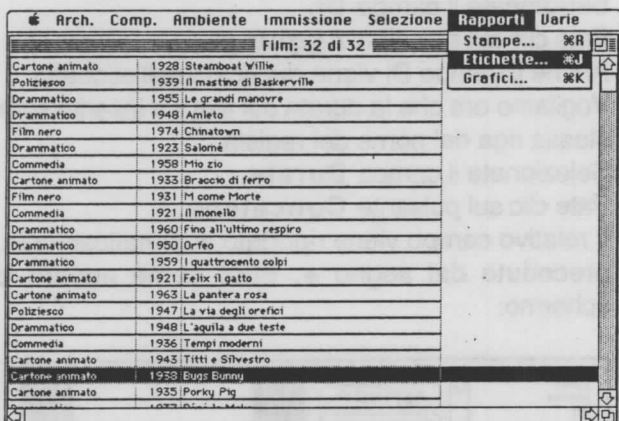 Arch. Comp. Ambiente Immissione Selezione Rapporti Varie
Film: 32 di 32
Stampe... ⌘R
Etichette... ⌘J
Grafici... ⌘K
Cartone animato 1928 Steamboat Willie
Poliziesco 1939 Il mastino di Baskerville
Drammatico 1955 Le grandi manovre
Drammatico 1948 Amleto
Film nero 1974 Chinatown
Drammatico 1923 Salomé
Commedia 1958 Mio zio
Cartone animato 1933 Braccio di ferro
Film nero 1931 M come Morte
Commedia 1921 Il monello
Drammatico 1960 Fino all'ultimo respiro
Drammatico 1950 Orfeo
Drammatico 1959 I quattrocento colpi
Cartone animato 1921 Felix il gatto
Cartone animato 1963 La pantera rosa
Poliziesco 1947 La via degli orefici
Drammatico 1948 L'aquila a due teste
Commedia 1936 Tempi moderni
Cartone animato 1943 Titti e Silvestro
Cartone animato 1938 Bugs Bunny
Cartone animato 1935 Porky Pig